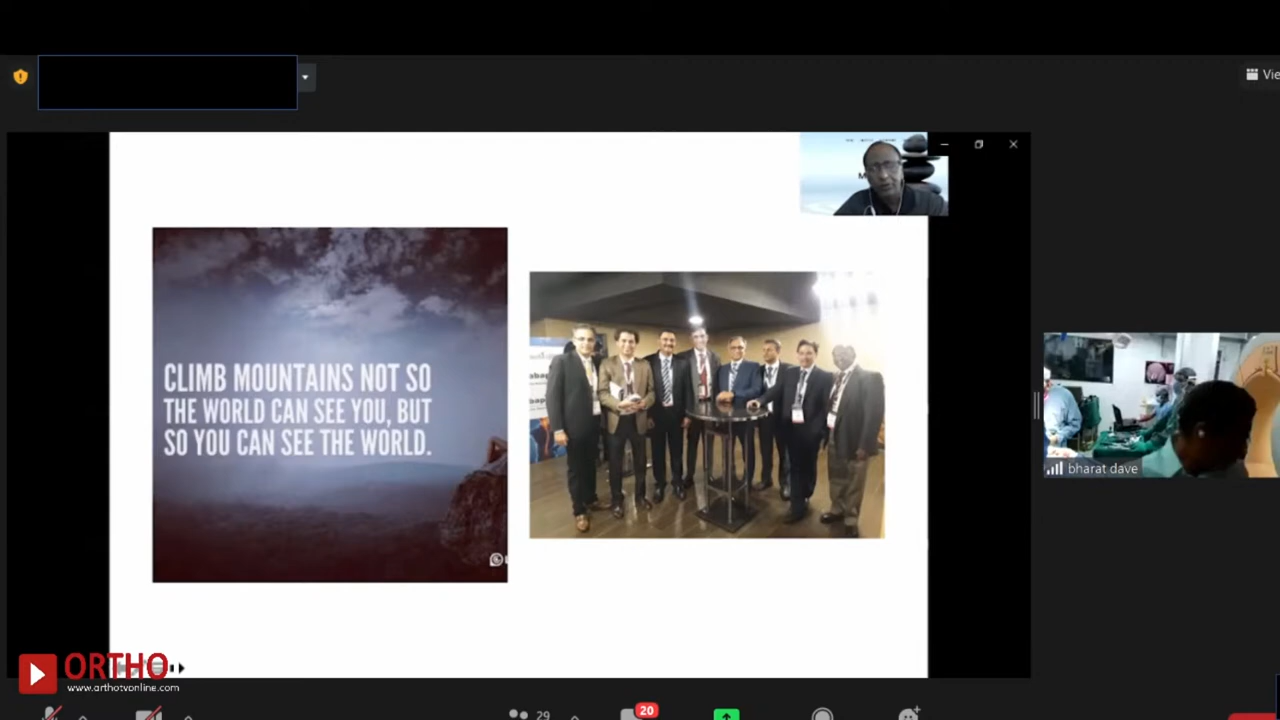 Vie
CLIMB MOUNTAINS NOT SO
THE WORLD CAN SEE YOU, BUT
SO YOU CAN SEE THE WORLD.
bharat dave
ORTHO
www.orthotvonline.com
29
20